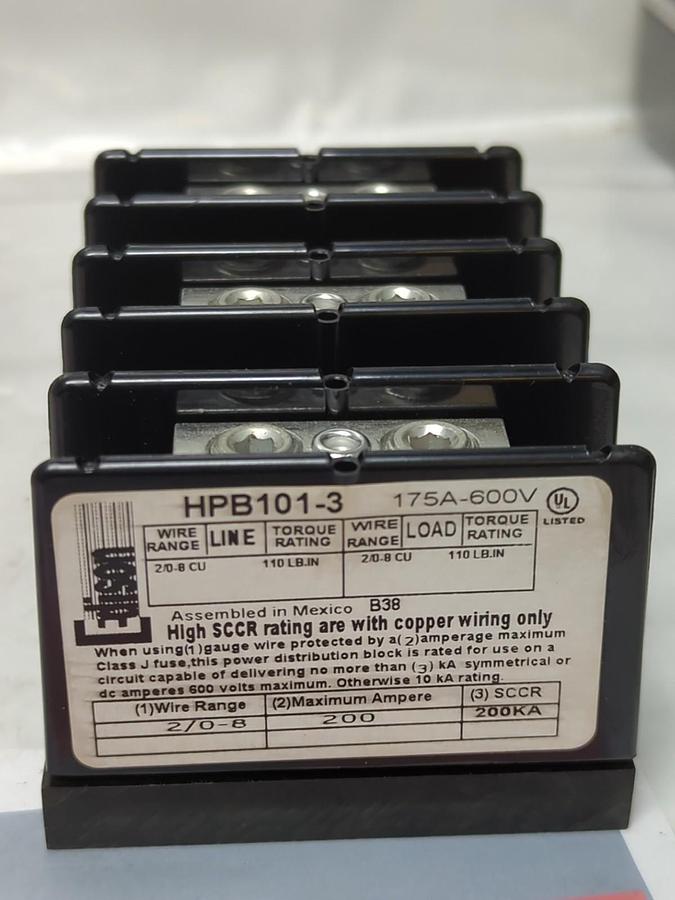 HPB101-3 175A-600V UL
LISTED
WIRE RANGE LINE TORQUE RATING WIRE RANGE LOAD TORQUE RATING
2/0-8 CU 110 LB.IN 2/0-8 CU 110 LB.IN
Assembled in Mexico B38
High SCCR rating are with copper wiring only
When using(1)gauge wire protected by a(2)amperage maximum
Class J fuse,this power distribution block is rated for use on a
circuit capable of delivering no more than (3) kA symmetrical or
dc amperes 600 volts maximum. Otherwise 10 kA rating.
(1)Wire Range (2)Maximum Ampere (3) SCCR
2/0-8 200 200KA